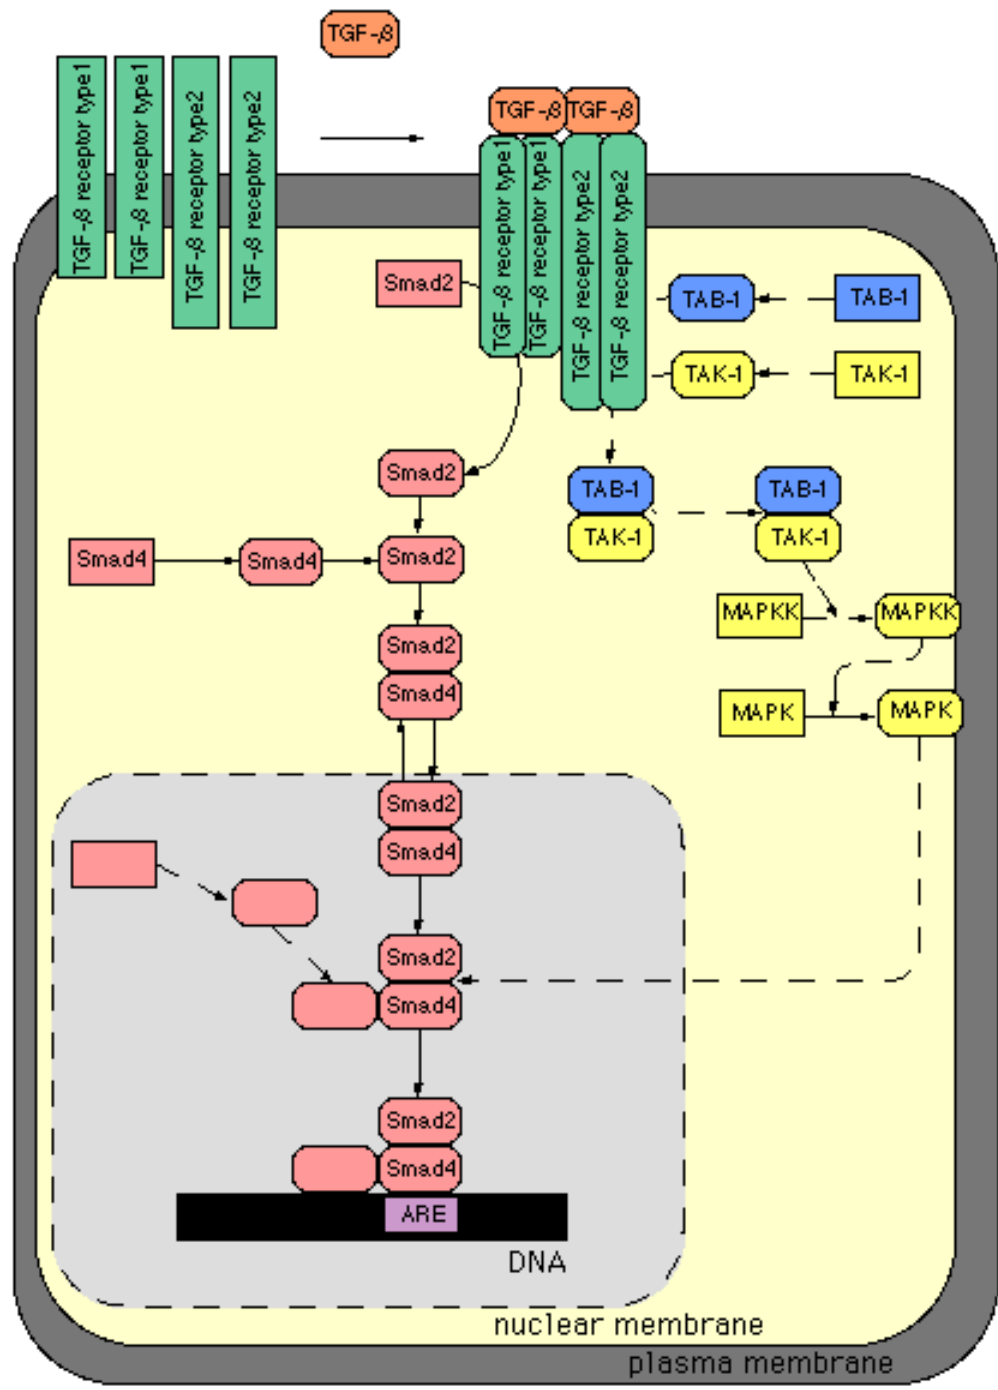 TGF-β
TGF-β receptor type1
TGF-β receptor type1
TGF-β receptor type2
TGF-β receptor type2
TGF-β
TGF-β
TGF-β receptor type1
TGF-β receptor type1
TGF-β receptor type2
TGF-β receptor type2
Smad2
TAB-1
TAB-1
TAK-1
TAK-1
Smad2
TAB-1
TAK-1
TAB-1
TAK-1
Smad4
Smad4
Smad2
MAPKK
MAPKK
Smad2
Smad4
MAPK
MAPK
Smad2
Smad4
Smad2
Smad4
Smad2
Smad4
ARE
DNA
nuclear membrane
plasma membrane